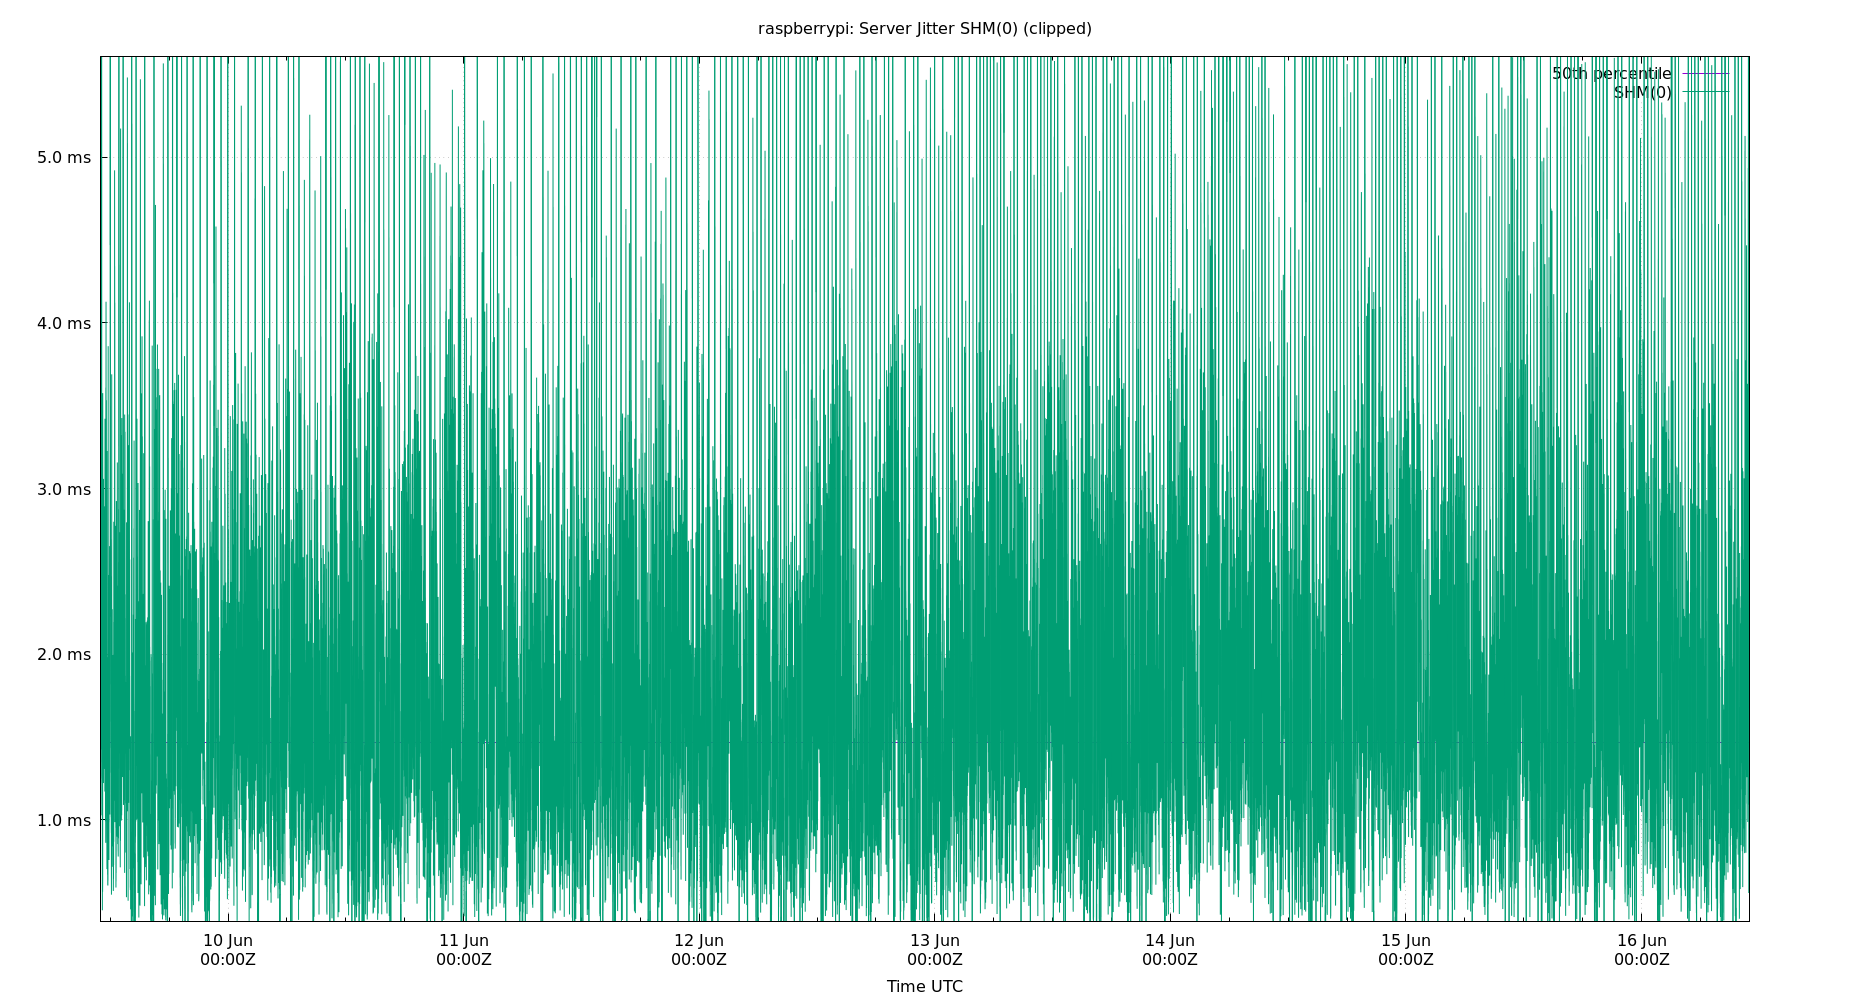 raspberrypi: Server Jitter SHM(0) (clipped)
50th percentile
SHM(0)
5.0 ms
4.0 ms
3.0 ms
2.0 ms
1.0 ms
10 Jun 11 Jun 12 Jun 13 Jun 14 Jun 15 Jun 16 Jun
00:00Z 00:00Z 00:00Z 00:00Z 00:00Z 00:00Z 00:00Z
Time UTC